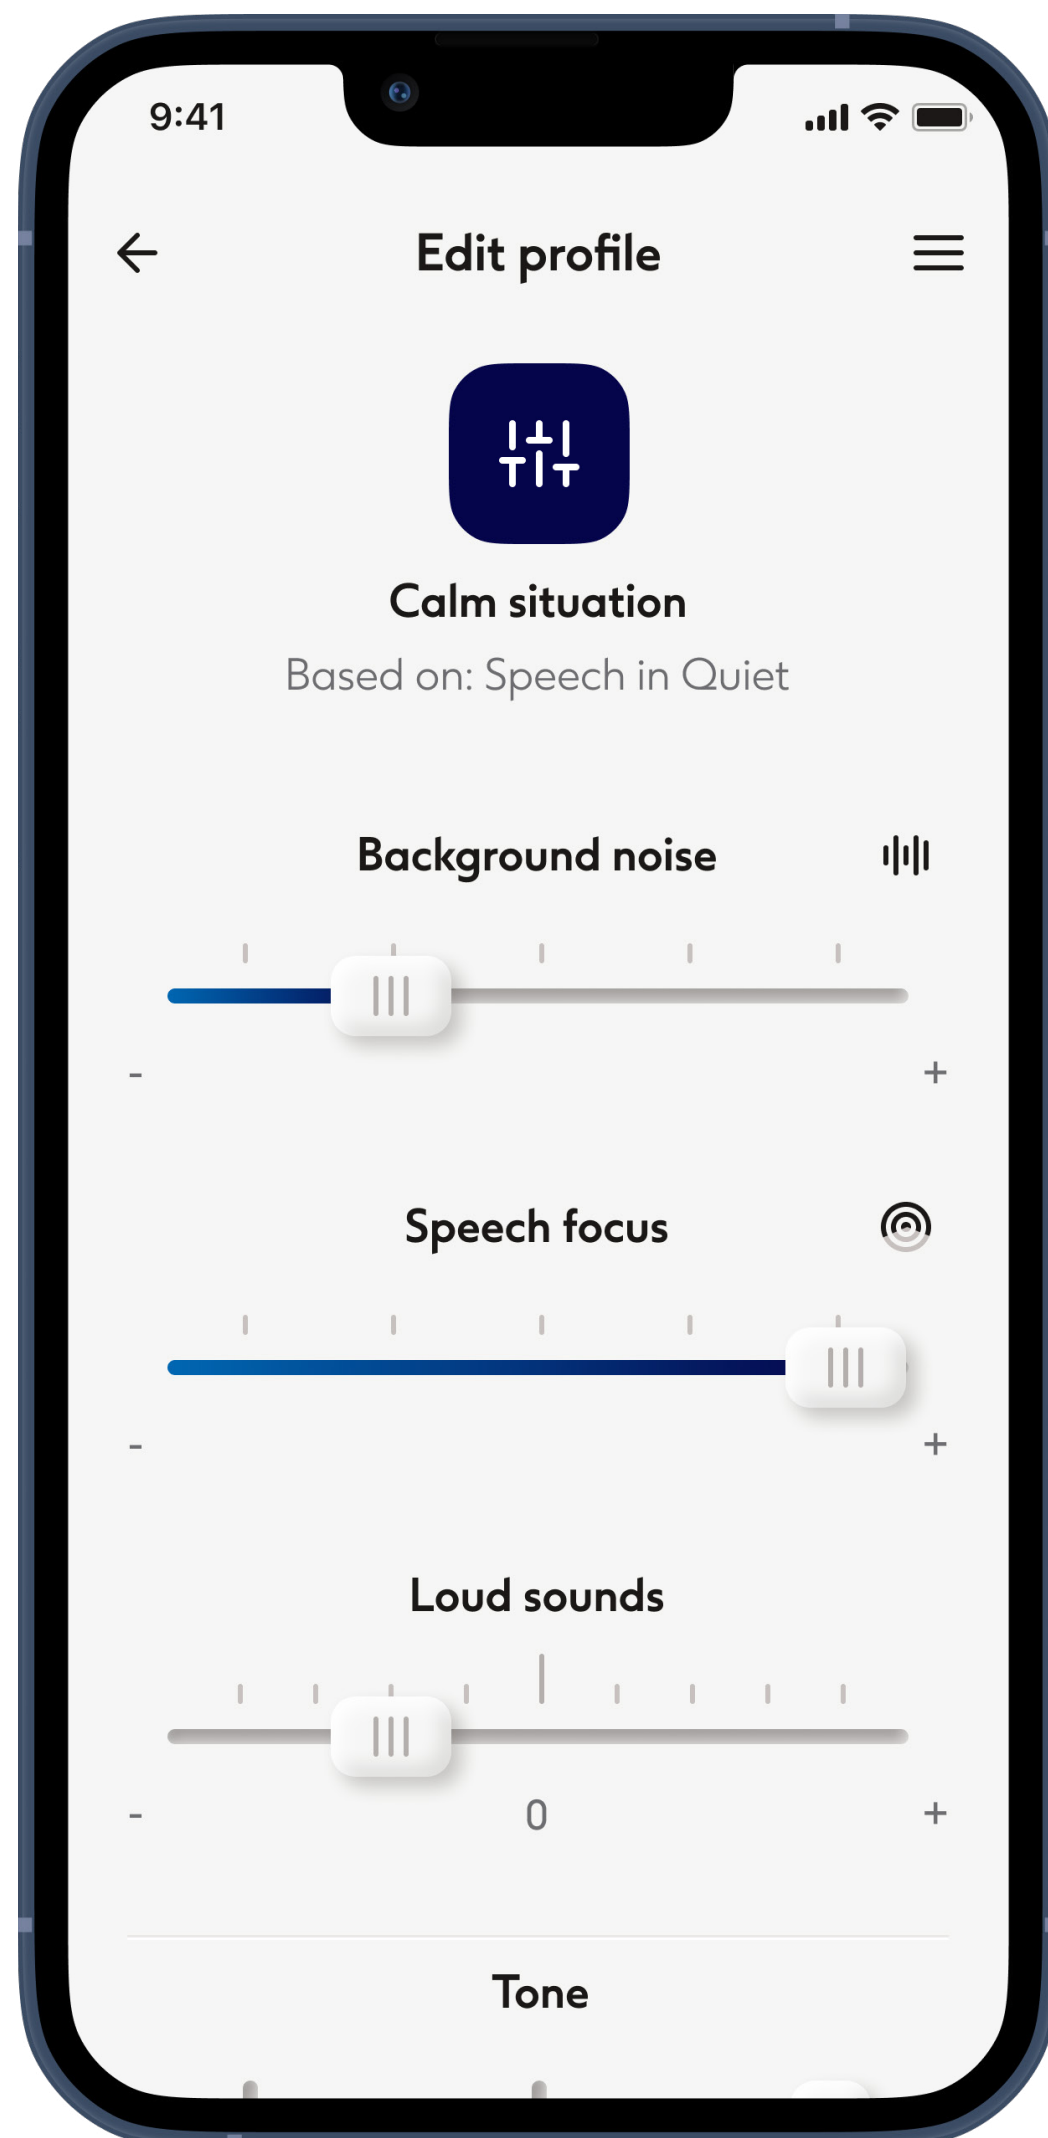 9:41
Edit profile
Calm situation
Based on: Speech in Quiet
Background noise
- +
Speech focus
- +
Loud sounds
- 0 +
Tone